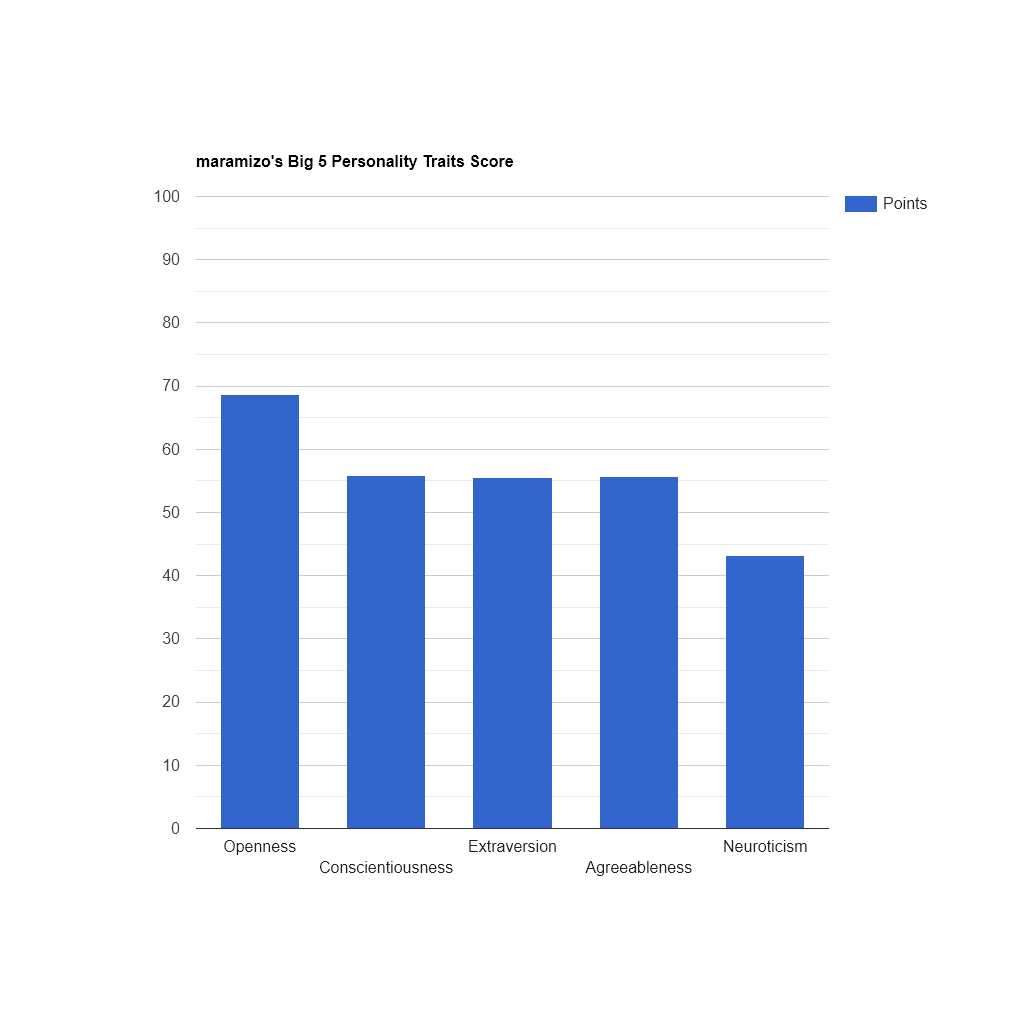 maramizo's Big 5 Personality Traits Score
100
Points
90
80
70
60
50
40
30
20
10
0
Openness
Extraversion
Neuroticism
Conscientiousness
Agreeableness